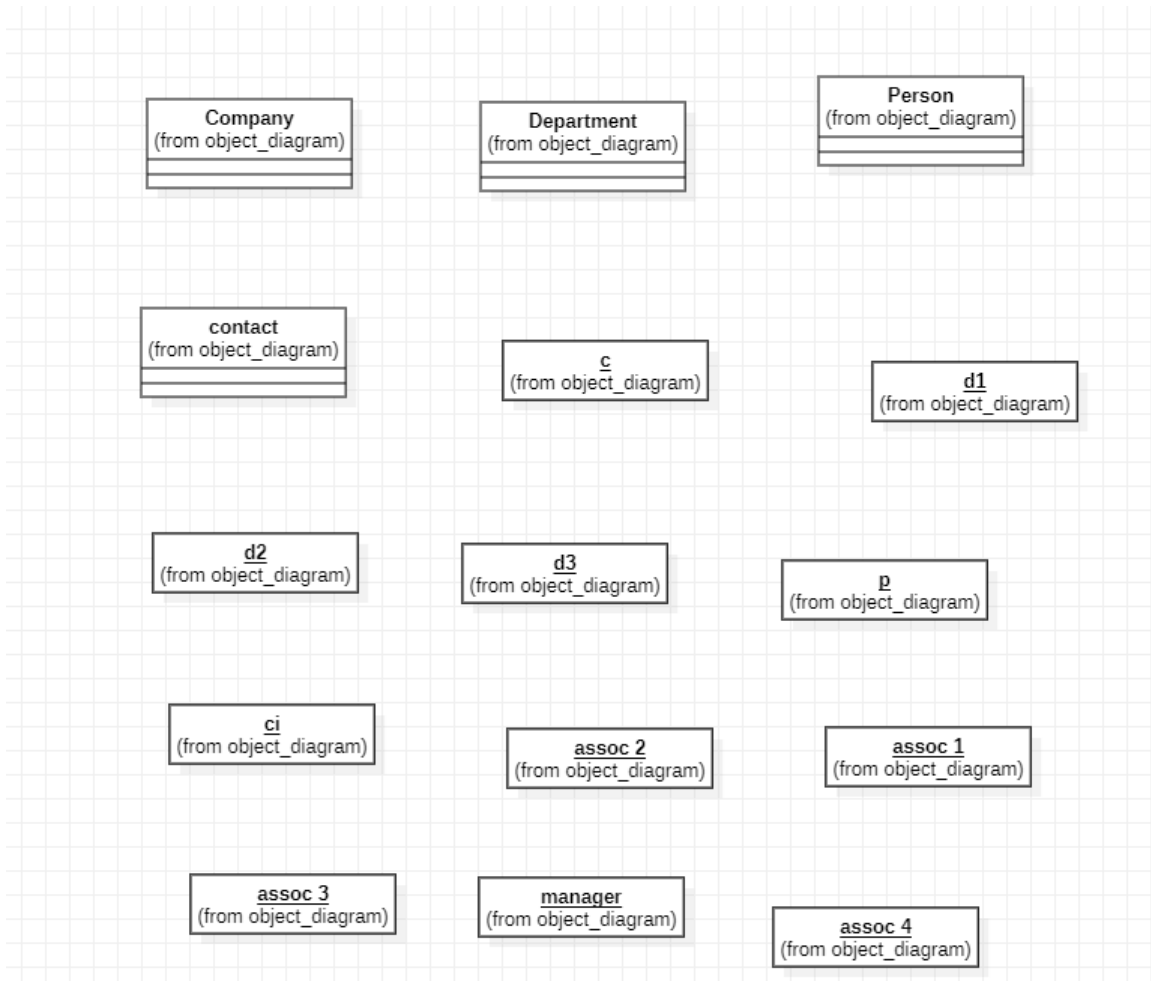 Company
(from object_diagram)
Department
(from object_diagram)
Person
(from object_diagram)
contact
(from object_diagram)
c
(from object_diagram)
d1
(from object_diagram)
d2
(from object_diagram)
d3
(from object_diagram)
p
(from object_diagram)
ci
(from object_diagram)
assoc 2
(from object_diagram)
assoc 1
(from object_diagram)
assoc 3
(from object_diagram)
manager
(from object_diagram)
assoc 4
(from object_diagram)